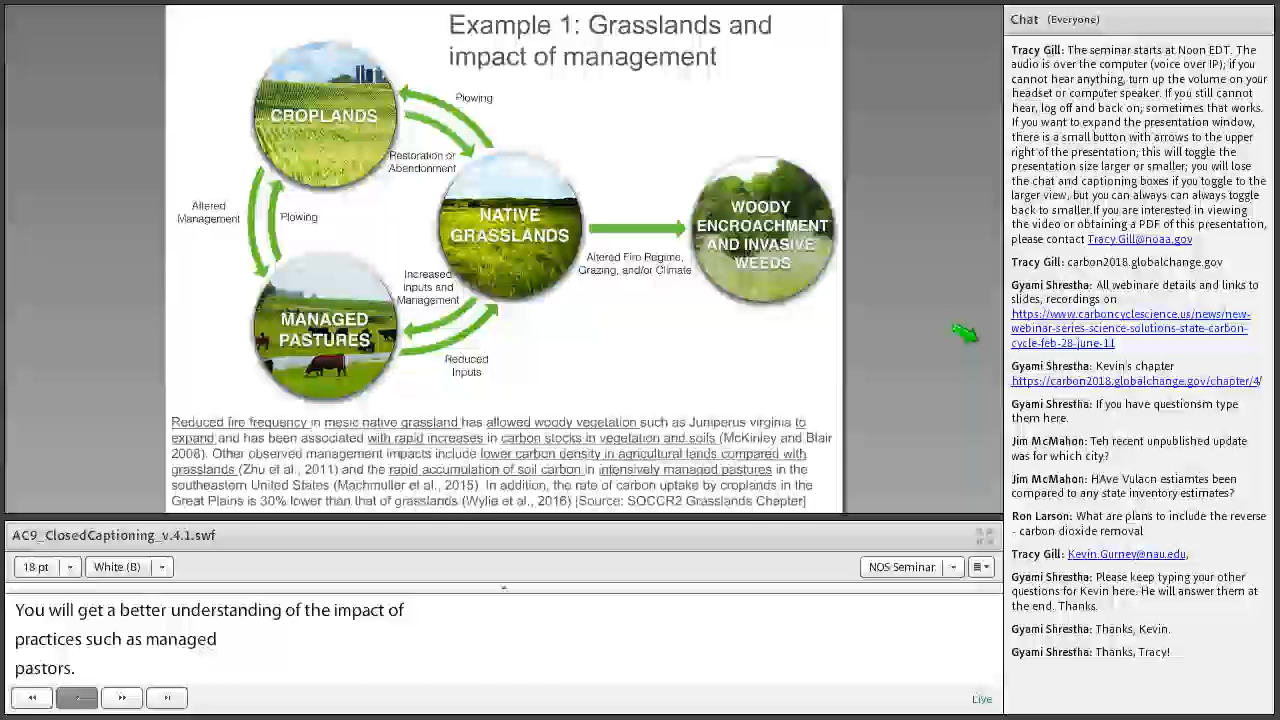 Example 1: Grasslands and
impact of management
CROPLANDS
Plowing
Restoration or
Abendonment
Altered
Management
Plowing
NATIVE
GRASSLANDS
WOODY
ENCROACHMENT
AND INVASIVE
WEEDS
Altered Fire Regime,
Grazing, and/or Climate
Increased
Inputs and
Management
MANAGED
PASTURES
Reduced
Inputs
Reduced fire frequency in mesic native grassland has allowed woody vegetation such as Juniperus virginia to
expand and has been associated with rapid increases in carbon stocks in vegetation and soils (McKinley and Blair
2008). Other observed management impacts include lower carbon density in agricultural lands compared with
grasslands (Zhu et al., 2011) and the rapid accumulation of soil carbon in intensively managed pastures in the
southeastern United States (Machmuller et al., 2015). In addition, the rate of carbon uptake by croplands in the
Great Plains is 30% lower than that of grasslands (Wylie et al., 2016) [Source: SOCCR2 Grasslands Chepter]
AC9_ClosedCaptioning_v.4.1.swf
18 pt
White (B)
NOS Seminar
You will get a better understanding of the impact of
practices such as managed
pastors.
Live
Chat (Everyone)
Tracy Gill: The seminar starts at Noon EDT. The
audio is over the computer (voice over IP); if you
cannot hear anything, turn up the volume on your
headset or computer speaker. If you still cannot
hear, log off and back on; sometimes that works.
If you want to expand the presentation window,
there is a small button with arrows to the upper
right of the presentation; this will toggle the
presentation size larger or smaller; you will lose
the chat and captioning boxes if you toggle to the
larger view, but you can always can always toggle
back to smaller.If you are interested in viewing
the video or obtaining a PDF of this presentation,
please contact Tracy.Gill@noaa.gov
Tracy Gill: carbon2018.globalchange.gov
Gyami Shrestha: All webinare details and links to
slides, recordings on
https://www.carboncyclescience.us/news/new-
webinar-series-science-solutions-state-carbon-
cycle-feb-28-june-11
Gyami Shrestha: Kevin's chapter
https://carbon2018.globalchange.gov/chapter/4/
Gyami Shrestha: If you have questionsm type
them here.
Jim McMahon: Teh recent unpublished update
was for which city?
Jim McMahon: HAve Vulacn estiamtes been
compared to any state inventory estimates?
Ron Larson: What are plans to include the reverse
- carbon dioxide removal
Tracy Gill: Kevin.Gurney@nau.edu,
Gyami Shrestha: Please keep typing your other
questions for Kevin here. He will answer them at
the end. Thanks.
Gyami Shrestha: Thanks, Kevin.
Gyami Shrestha: Thanks, Tracy!